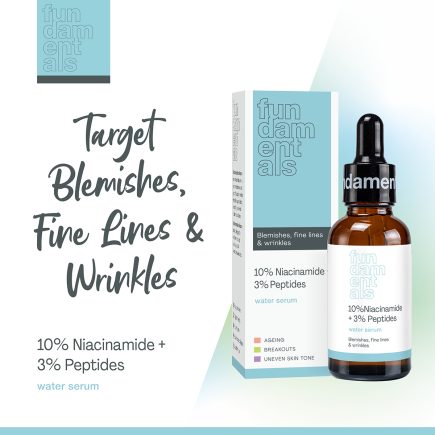 fun
dam
ent
als
Target
Blemishes,
Fine Lines &
Wrinkles
10% Niacinamide +
3% Peptides
water serum
fun
dam
ent
als
Blemishes, fine lines
& wrinkles
10% Niacinamide
3% Peptides
water serum
AGEING
BREAKOUTS
UNEVEN SKIN TONE
ndamen
fun
dam
ent
als
10%Niacinamide
+ 3% Peptides
water serum
Blemishes, fine lines
& wrinkles